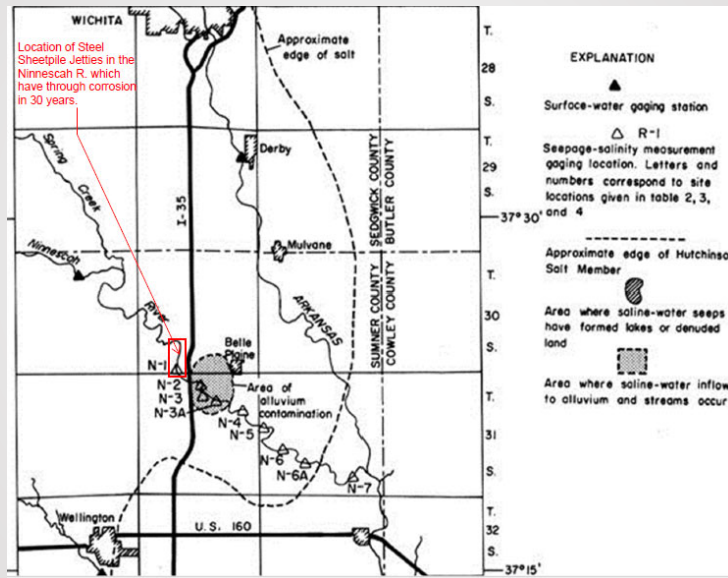 WICHITA
Location of Steel
Sheetpile Jetties in the
Ninnescah R. which
have through corrosion
in 30 years.
Approximate
edge of salt
T.
28
S.
Spring
Creek
Derby
T.
29
S.
I-35
SEDGWICK COUNTY
BUTLER COUNTY
37°30'
Ninnescah
River
Mulvane
ARKANSAS
SUMNER COUNTY
COWLEY COUNTY
T.
30
S.
Belle
Plaine
N-1
N-2
N-3
N-3A
Area of
alluvium
contamination
N-4
N-5
N-6
N-6A
N-7
T.
31
S.
Wellington
U.S. 160
T.
32
S.
37°15'
EXPLANATION
Surface-water gaging station
R-1
Seepage-salinity measurement
gaging location. Letters and
numbers correspond to site
locations given in table 2, 3,
and 4
Approximate edge of Hutchinso
Salt Member
Area where saline-water seeps
have formed lakes or denuded
land
Area where saline-water inflow
to alluvium and streams occur